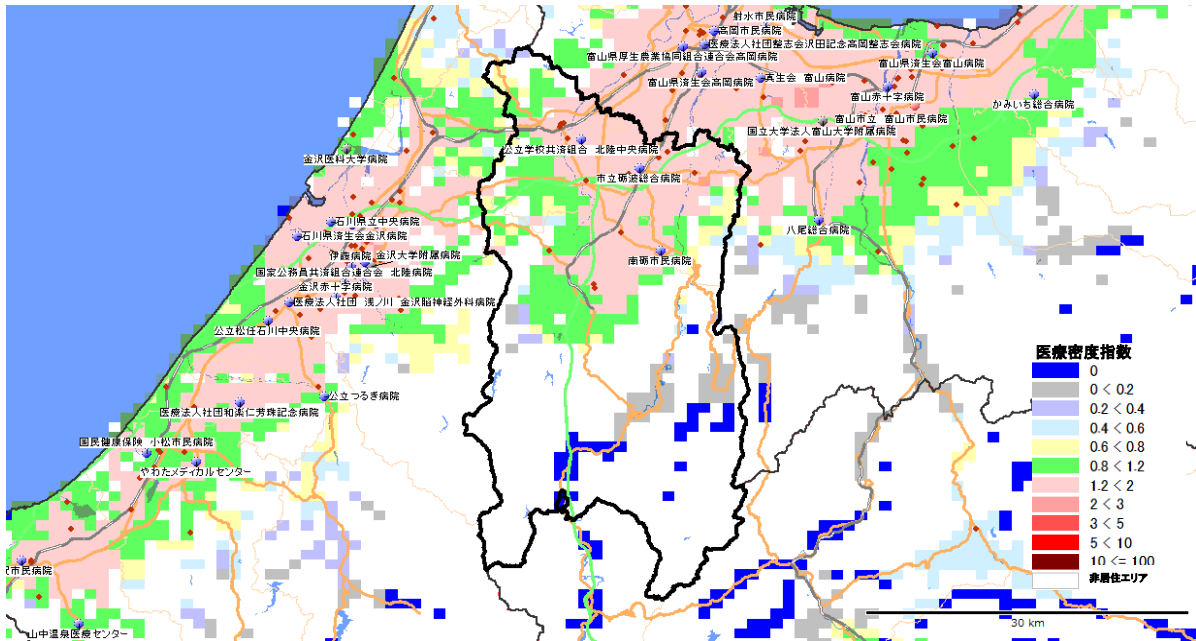 射水市民病院
高岡市民病院
医療法人社団整志会沢田記念高岡整志会病院
富山県厚生農業協同組合連合会高岡病院
富山県済生会富山病院
富山県済生会高岡病院
真生会 富山病院
富山赤十字病院
かみいち総合病院
富山市立 富山市民病院
国立大学法人富山大学附属病院
公立学校共済組合 北陸中央病院
金沢医科大学病院
市立砺波総合病院
石川県立中央病院
八尾総合病院
石川県済生会金沢病院
伊藤病院
金沢大学附属病院
南砺市民病院
国家公務員共済組合連合会 北陸病院
金沢赤十字病院
医療法人社団 浅ノ川 金沢脳神経外科病院
公立松任石川中央病院
公立つるぎ病院
医療法人社団和楽仁芳珠記念病院
国民健康保険 小松市民病院
やわたメディカルセンター
沢市民病院
山中温泉医療センター
医療密度指数
0
0 < 0.2
0.2 < 0.4
0.4 < 0.6
0.6 < 0.8
0.8 < 1.2
1.2 < 2
2 < 3
3 < 5
5 < 10
10 <= 100
非居住エリア
30 km